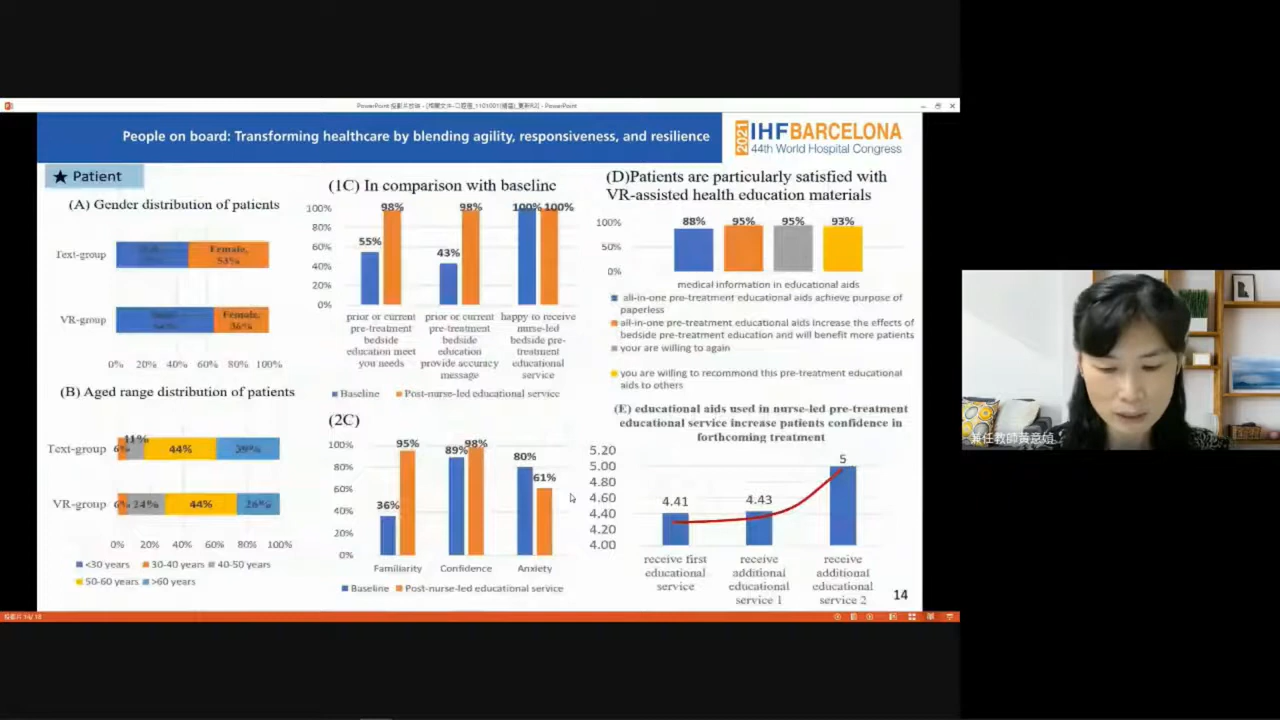 People on board: Transforming healthcare by blending agility, responsiveness, and resilience
2021 IHFBARCELONA
44th World Hospital Congress
★ Patient
(A) Gender distribution of patients
Text-group
Female,
53%
VR-group
Female,
36%
0% 20% 40% 60% 80% 100%
(B) Aged range distribution of patients
Text-group
6%
11%
44%
39%
VR-group
6%
24%
44%
26%
0% 20% 40% 60% 80% 100%
<30 years 30-40 years 40-50 years
50-60 years >60 years
(1C) In comparison with baseline
100%
80%
60%
40%
20%
0%
55%
98%
43%
98%
100%
100%
prior or current
pre-treatment
bedside
education meet
you needs
prior or current
pre-treatment
bedside
education
provide accuracy
message
happy to receive
nurse-led
bedside pre-
treatment
educational
service
Baseline Post-nurse-led educational service
(2C)
100%
80%
60%
40%
20%
0%
36%
95%
89%
98%
80%
61%
Familiarity Confidence Anxiety
Baseline Post-nurse-led educational service
(D)Patients are particularly satisfied with
VR-assisted health education materials
100%
50%
0%
88% 95% 95% 93%
medical information in educational aids
all-in-one pre-treatment educational aids achieve purpose of
paperless
all-in-one pre-treatment educational aids increase the effects of
bedside pre-treatment education and will benefit more patients
your are willing to again
you are willing to recommond this pre-treatment educational
aids to others
(E) educational aids used in nurse-led pre-treatment
educational service increase patients confidence in
forthcoming treatment
5.20
5.00
4.80
4.60
4.40
4.20
4.00
4.41
4.43
5
receive first
educational
service
receive
additional
educational
service 1
receive
additional
educational
service 2
14